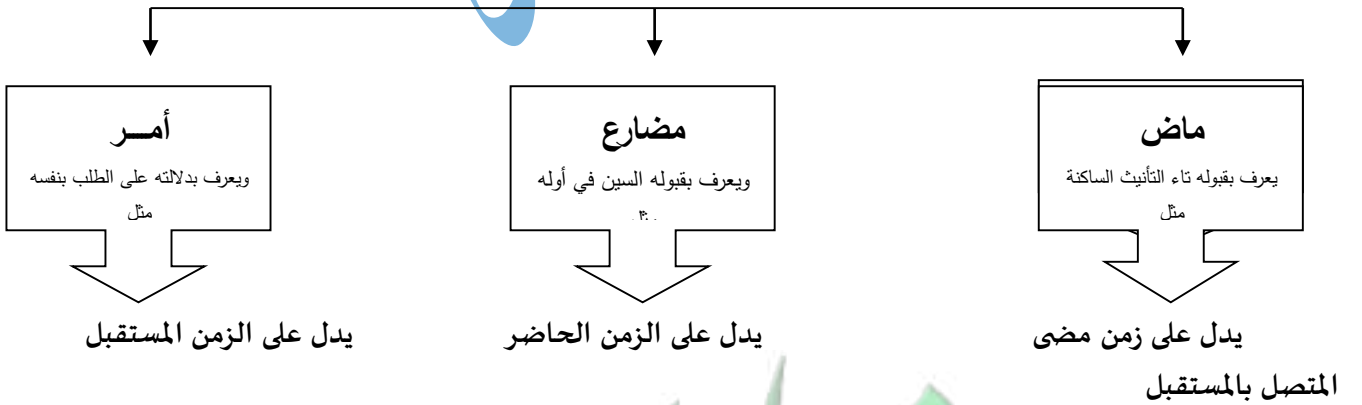 ماض
يعرف بقبوله تاء التأنيث الساكنة
مثل
مضارع
ويعرف بقبوله السين في أوله
مثل
أمـــر
ويعرف بدلالته على الطلب بنفسه
مثل
يدل على زمن مضى يدل على الزمن الحاضر يدل على الزمن المستقبل
المتصل بالمستقبل